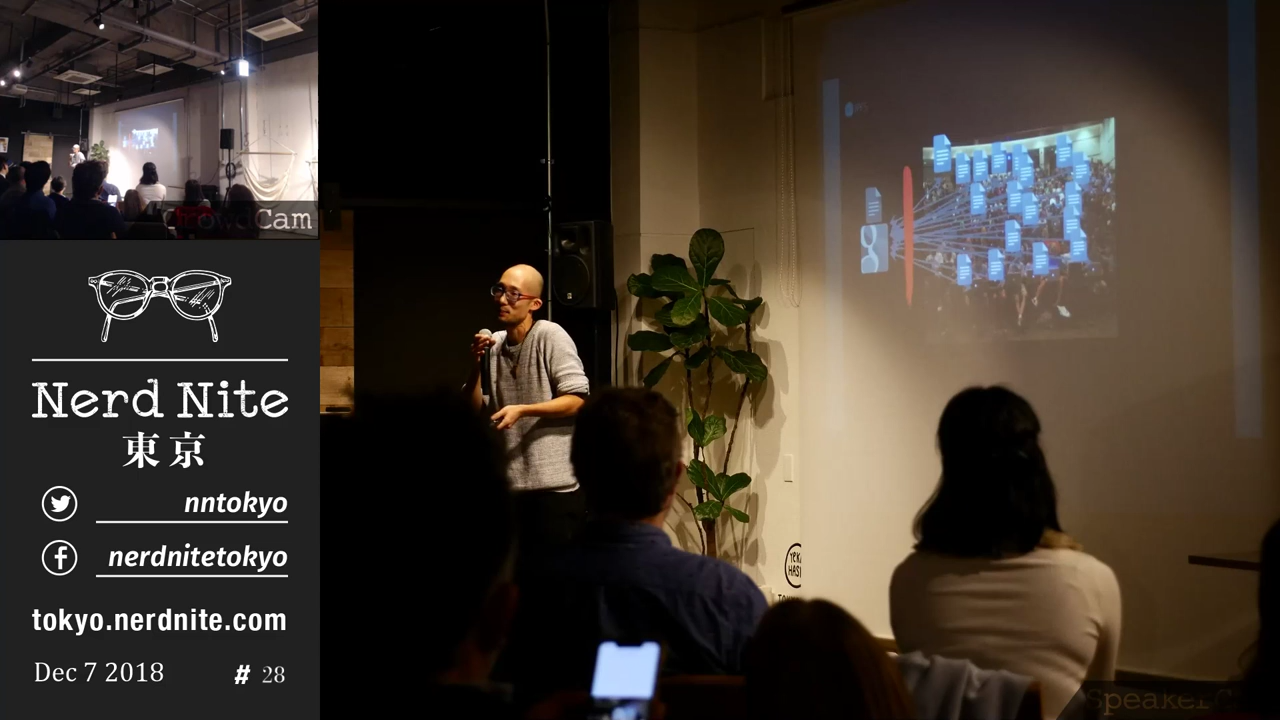 CrowdCam
Nerd Nite
東京
nntokyo
nerdnitetokyo
tokyo.nerdnite.com
Dec 7 2018
# 28
Speaker